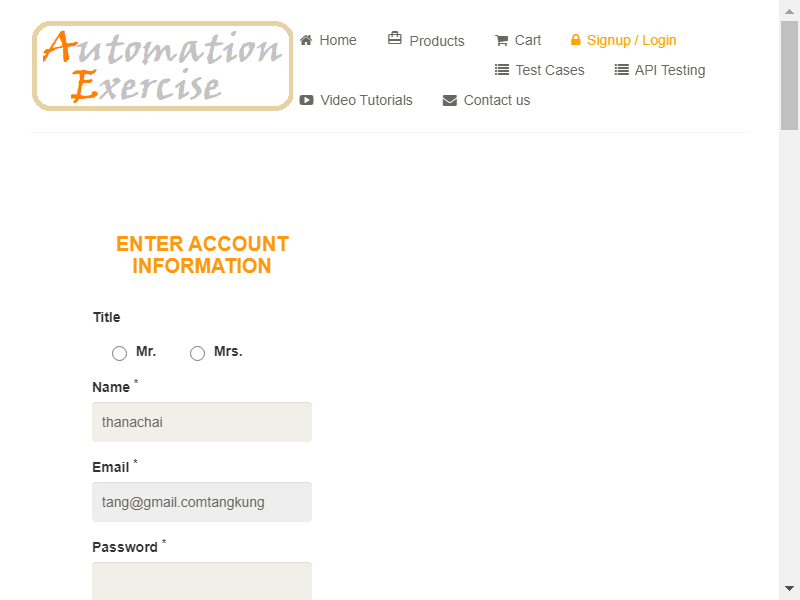 Automation
Exercise
Home
Products
Cart
Signup / Login
Test Cases
API Testing
Video Tutorials
Contact us
ENTER ACCOUNT
INFORMATION
Title
Mr.
Mrs.
Name *
thanachai
Email *
tang@gmail.comtangkung
Password *